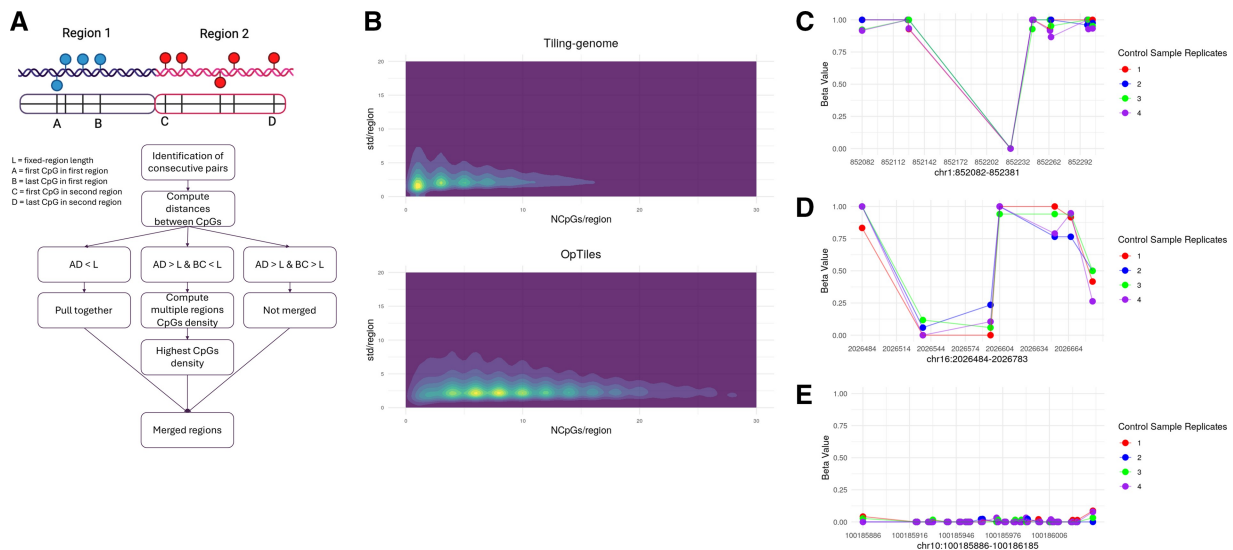 A
Region 1
Region 2
A
B
C
D
L = fixed-region length
A = first CpG in first region
B = last CpG in first region
C = first CpG in second region
D = last CpG in second region
Identification of
consecutive pairs
Compute
distances
between CpGs
AD < L
AD > L & BC < L
AD > L & BC > L
Pull together
Compute
multiple regions
CpGs density
Not merged
Highest CpGs
density
Merged regions
B
Tiling-genome
std/region
20
15
10
5
0
0
10
20
30
NCpGs/region
OpTiles
std/region
20
15
10
5
0
0
10
20
30
NCpGs/region
C
Beta Value
1.00
0.75
0.50
0.25
0.00
852082
852112
852142
852172
852202
852232
852262
852292
chr1:852082-852381
Control Sample Replicates
1
2
3
4
D
Beta Value
1.00
0.75
0.50
0.25
0.00
2026484
2026514
2026544
2026574
2026604
2026634
2026664
chr16:2026484-2026783
Control Sample Replicates
1
2
3
4
E
Beta Value
1.00
0.75
0.50
0.25
0.00
100185886
100185916
100185946
100185976
100186006
chr10:100185886-100186185
Control Sample Replicates
1
2
3
4